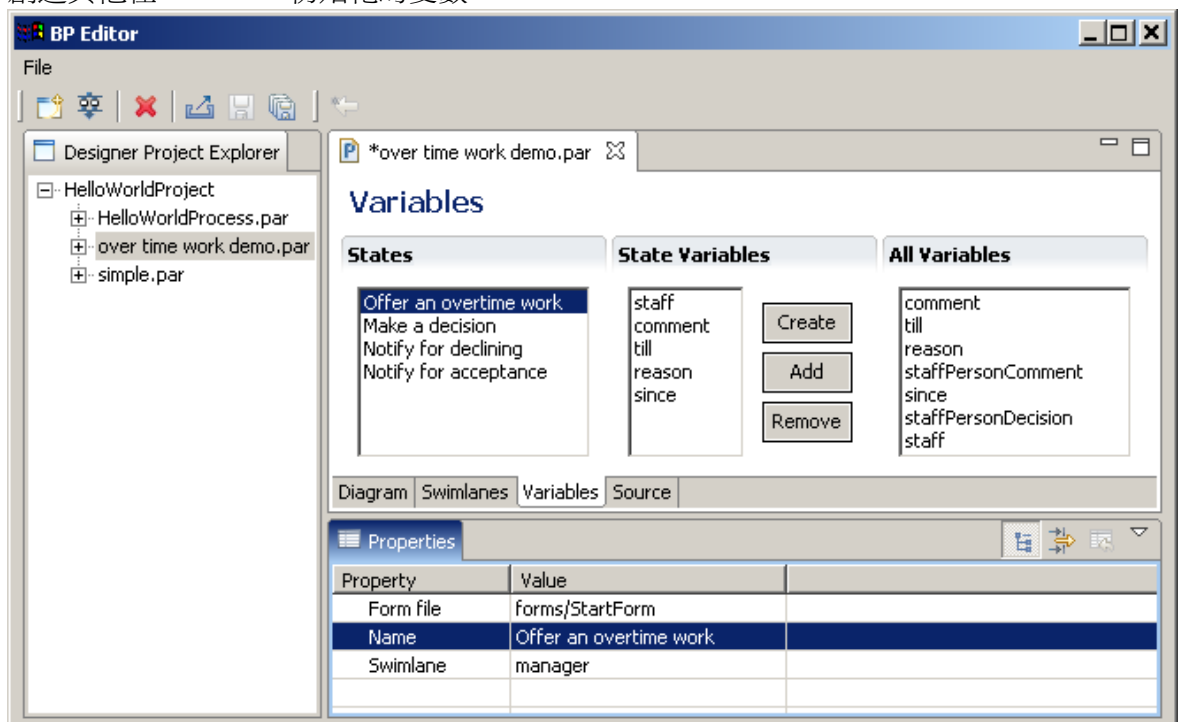 BP Editor
File
Designer Project Explorer
HelloWorldProject
HelloWorldProcess.par
over time work demo.par
simple.par
*over time work demo.par
Variables
States
Offer an overtime work
Make a decision
Notify for declining
Notify for acceptance
State Variables
staff
comment
till
reason
since
Create
Add
Remove
All Variables
comment
till
reason
staffPersonComment
since
staffPersonDecision
staff
Diagram Swimlanes Variables Source
Properties
Property Value
Form file forms/StartForm
Name Offer an overtime work
Swimlane manager